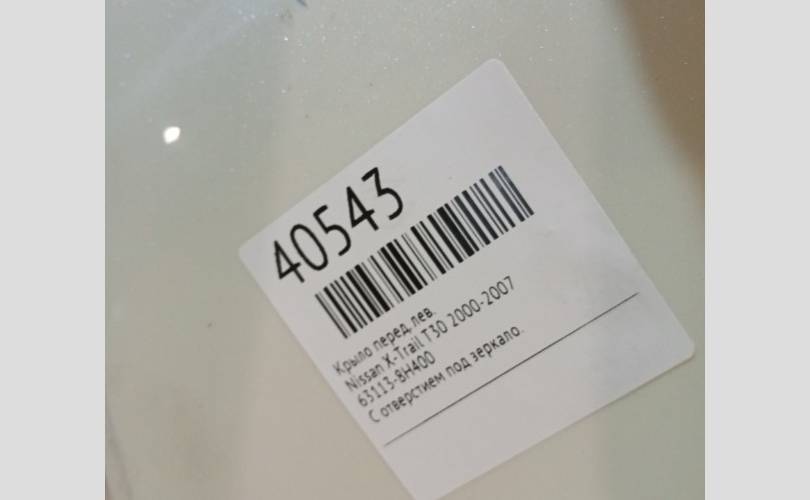 40543
Крыло перед. лев.
Nissan X-Trail T30 2000-2007
63113-8H400
С отверстием под зеркало.